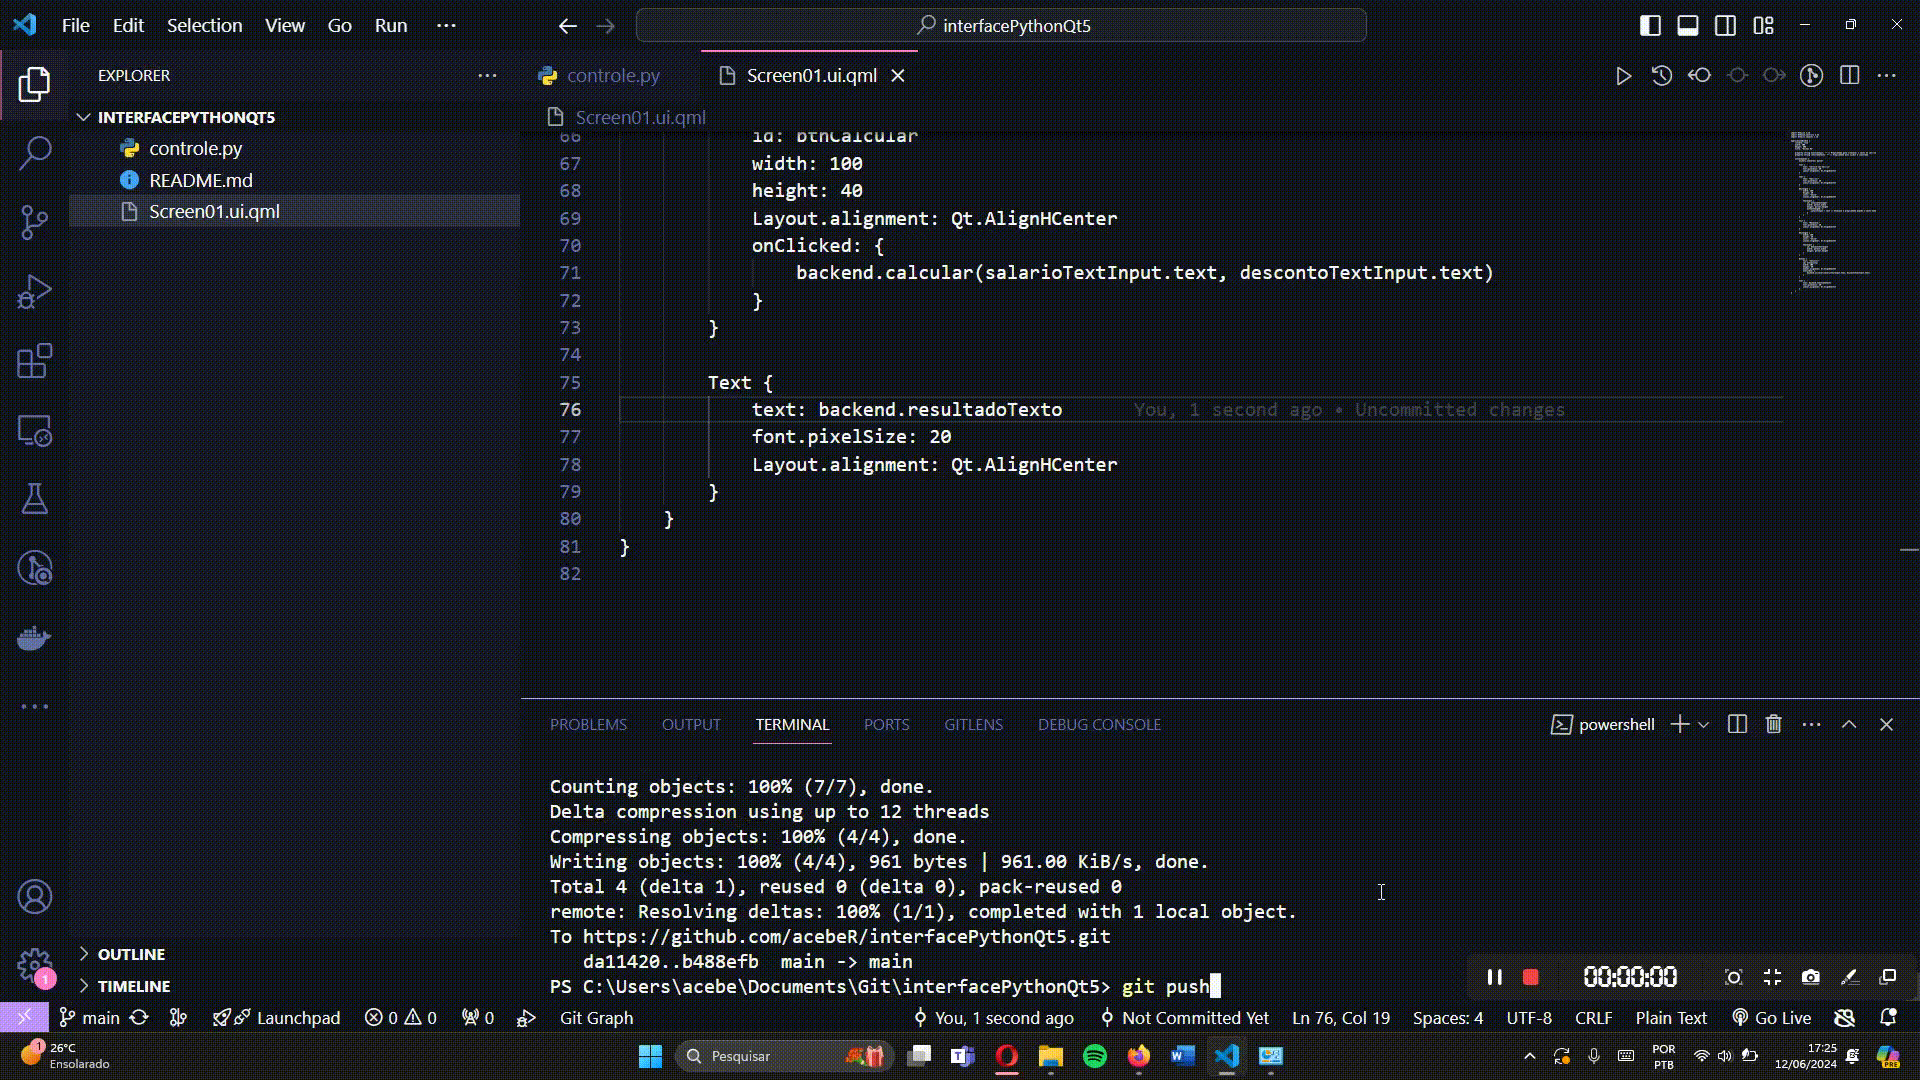 File Edit Selection View Go Run ···
interfacePythonQt5
EXPLORER
INTERFACEPYTHONQT5
controle.py
README.md
Screen01.ui.qml
OUTLINE
TIMELINE
controle.py
Screen01.ui.qml
Screen01.ui.qml
66 id: btnCalcular
67 width: 100
68 height: 40
69 Layout.alignment: Qt.AlignHCenter
70 onClicked: {
71 backend.calcular(salarioTextInput.text, descontoTextInput.text)
72 }
73 }
74
75 Text {
76 text: backend.resultadoTexto You, 1 second ago • Uncommitted changes
77 font.pixelSize: 20
78 Layout.alignment: Qt.AlignHCenter
79 }
80 }
81 }
82
PROBLEMS OUTPUT TERMINAL PORTS GITLENS DEBUG CONSOLE
powershell
Counting objects: 100% (7/7), done.
Delta compression using up to 12 threads
Compressing objects: 100% (4/4), done.
Writing objects: 100% (4/4), 961 bytes | 961.00 KiB/s, done.
Total 4 (delta 1), reused 0 (delta 0), pack-reused 0
remote: Resolving deltas: 100% (1/1), completed with 1 local object.
To https://github.com/acebeR/interfacePythonQt5.git
da11420..b488efb main -> main
PS C:\Users\acebe\Documents\Git\interfacePythonQt5> git push
00:00:00
1
main Launchpad 0 0 0 Git Graph You, 1 second ago Not Committed Yet Ln 76, Col 19 Spaces: 4 UTF-8 CRLF Plain Text Go Live
1
26°C
Ensolarado
Pesquisar
POR
PTB
17:25
12/06/2024